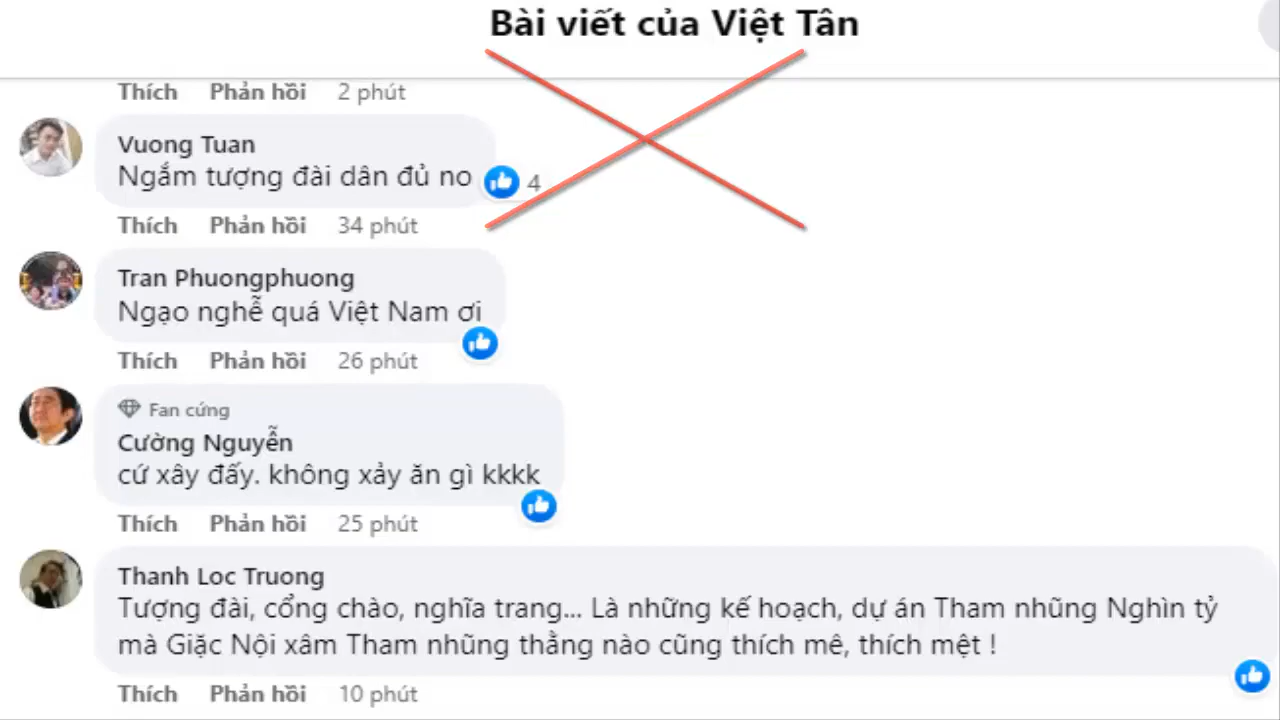 Bài viết của Việt Tân
Thích Phản hồi 2 phút
Vuong Tuan
Ngắm tượng đài dân đủ no
4
Thích Phản hồi 34 phút
Tran Phuongphuong
Ngạo nghễ quá Việt Nam ơi
Thích Phản hồi 26 phút
Fan cứng
Cường Nguyễn
cứ xây đấy. không xảy ăn gì kkkk
Thích Phản hồi 25 phút
Thanh Loc Truong
Tượng đài, cổng chào, nghĩa trang... Là những kế hoạch, dự án Tham nhũng Nghìn tỷ
mà Giặc Nội xâm Tham nhũng thằng nào cũng thích mê, thích mệt !
Thích Phản hồi 10 phút